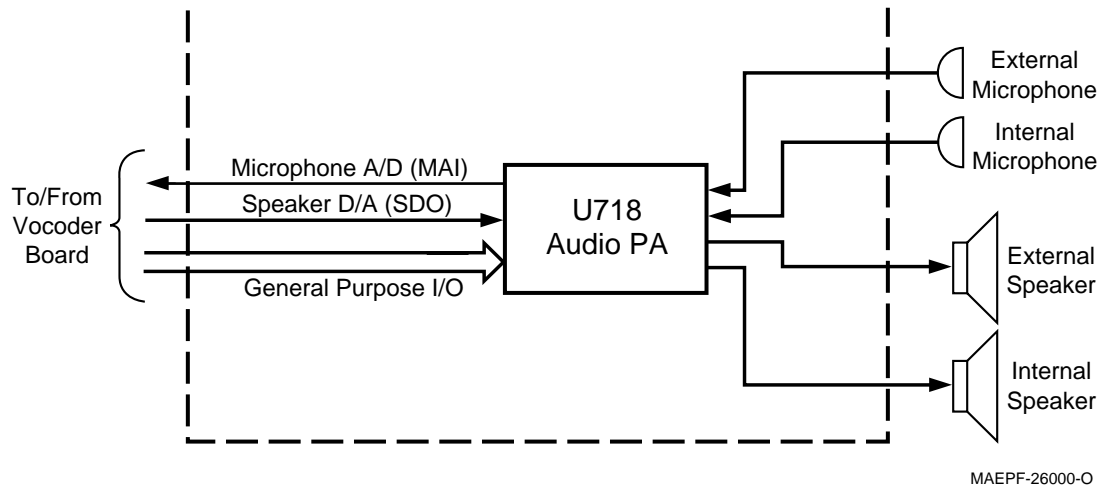 External
Microphone
Internal
Microphone
To/From
Vocoder
Board
Microphone A/D (MAI)
Speaker D/A (SDO)
General Purpose I/O
U718
Audio PA
External
Speaker
Internal
Speaker
MAEPF-26000-O